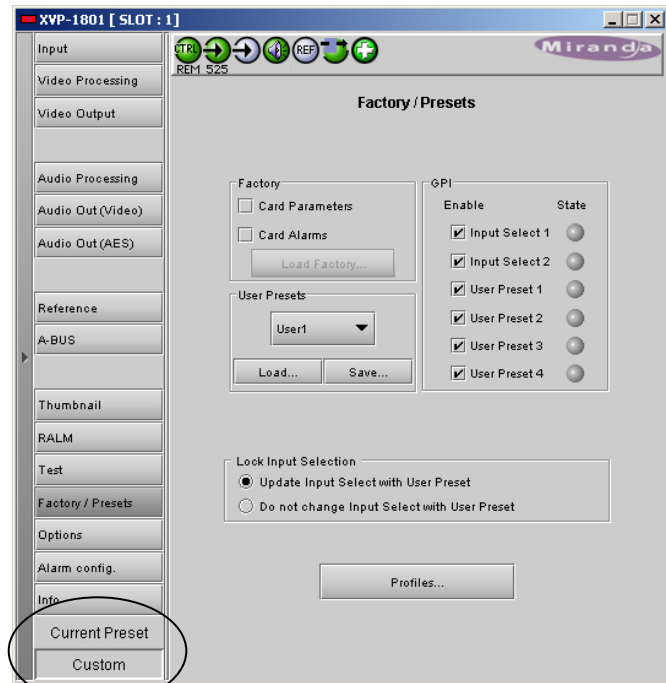 XVP-1801 [ SLOT : 1]
Input
Video Processing
Video Output
Audio Processing
Audio Out (Video)
Audio Out (AES)
Reference
A-BUS
Thumbnail
RALM
Test
Factory / Presets
Options
Alarm config.
Info
Current Preset
Custom
CTRL
REF
REM 525
Miranda
Factory / Presets
Factory
Card Parameters
Card Alarms
Load Factory...
User Presets
User1
Load... Save...
GPI
Enable State
Input Select 1
Input Select 2
User Preset 1
User Preset 2
User Preset 3
User Preset 4
Lock Input Selection
Update Input Select with User Preset
Do not change Input Select with User Preset
Profiles...